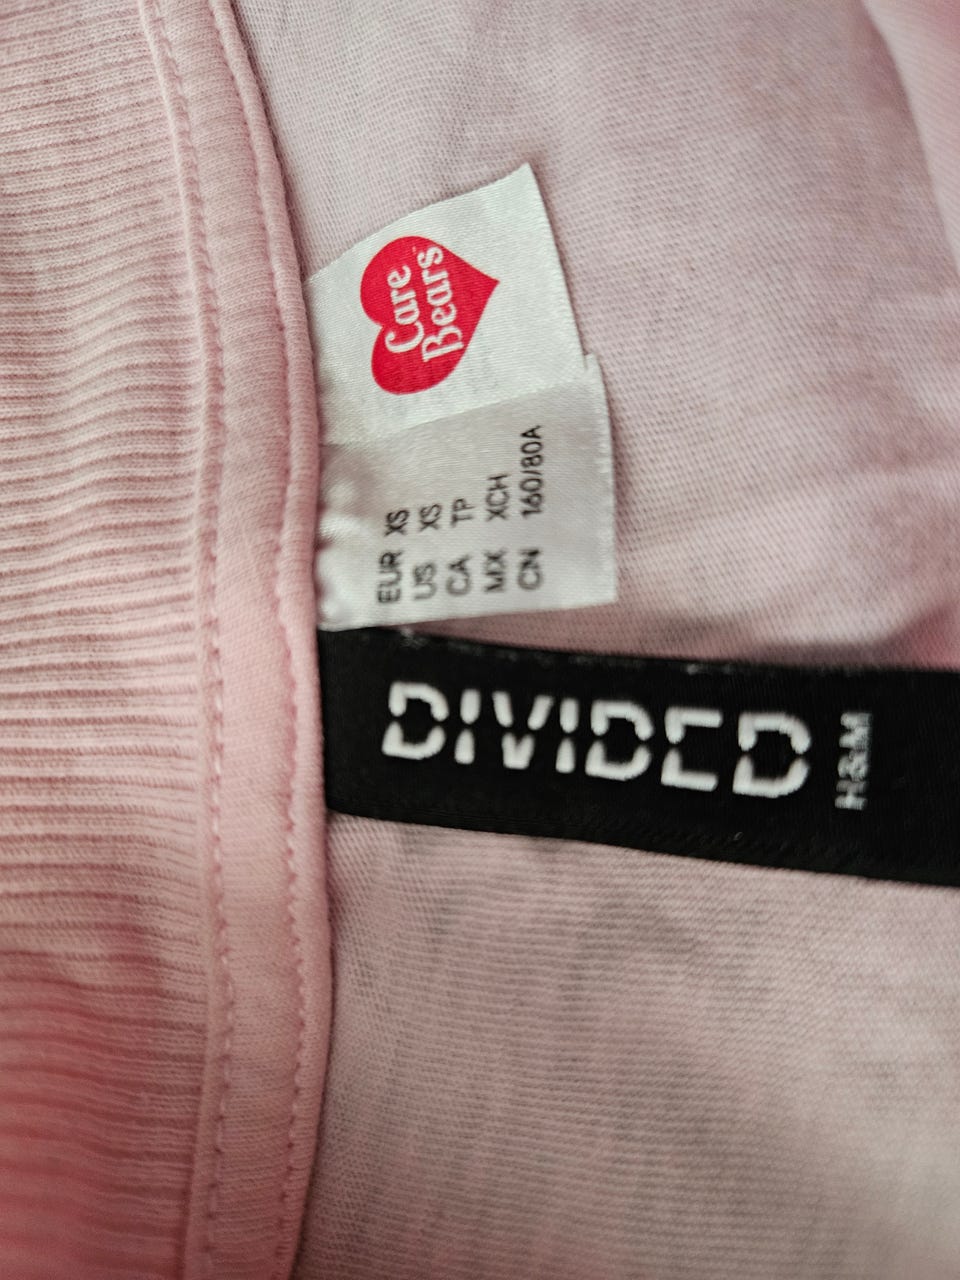 Care
Bears
EUR XS
US XS
CA TP
MX XCH
CN 160/80A
DIVIDED
H&M